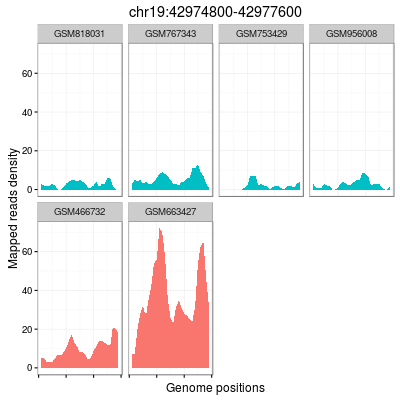 chr19:42974800-42977600
GSM818031 GSM767343 GSM753429 GSM956008
60
40
20
0
Mapped reads density
GSM466732 GSM663427
60
40
20
0
Genome positions